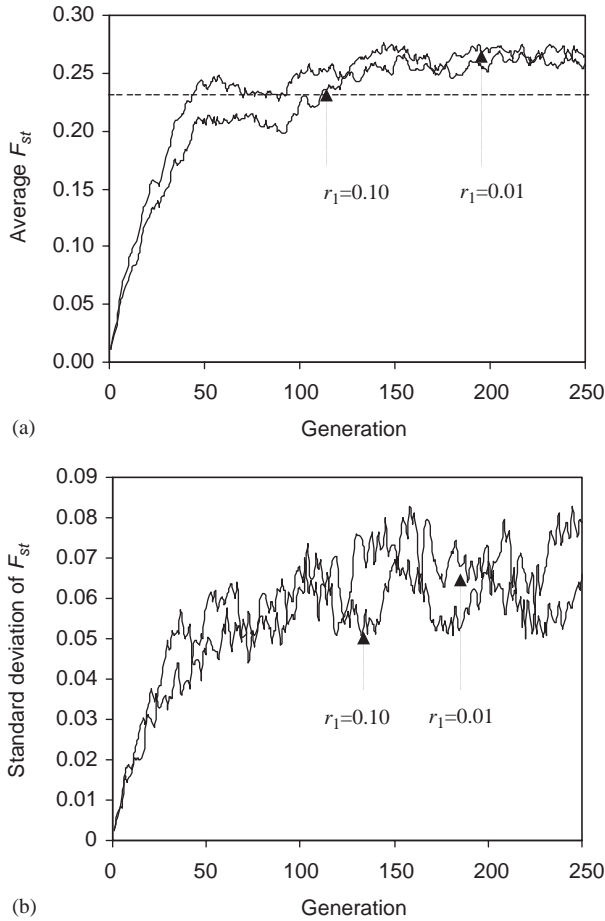 0.30
0.25
0.20
0.15
0.10
0.05
0.00
Average F_st
r_1=0.10
r_1=0.01
0 50 100 150 200 250
(a)
Generation
0.09
0.08
0.07
0.06
0.05
0.04
0.03
0.02
0.01
0
Standard deviation of F_st
r_1=0.10
r_1=0.01
0 50 100 150 200 250
(b)
Generation